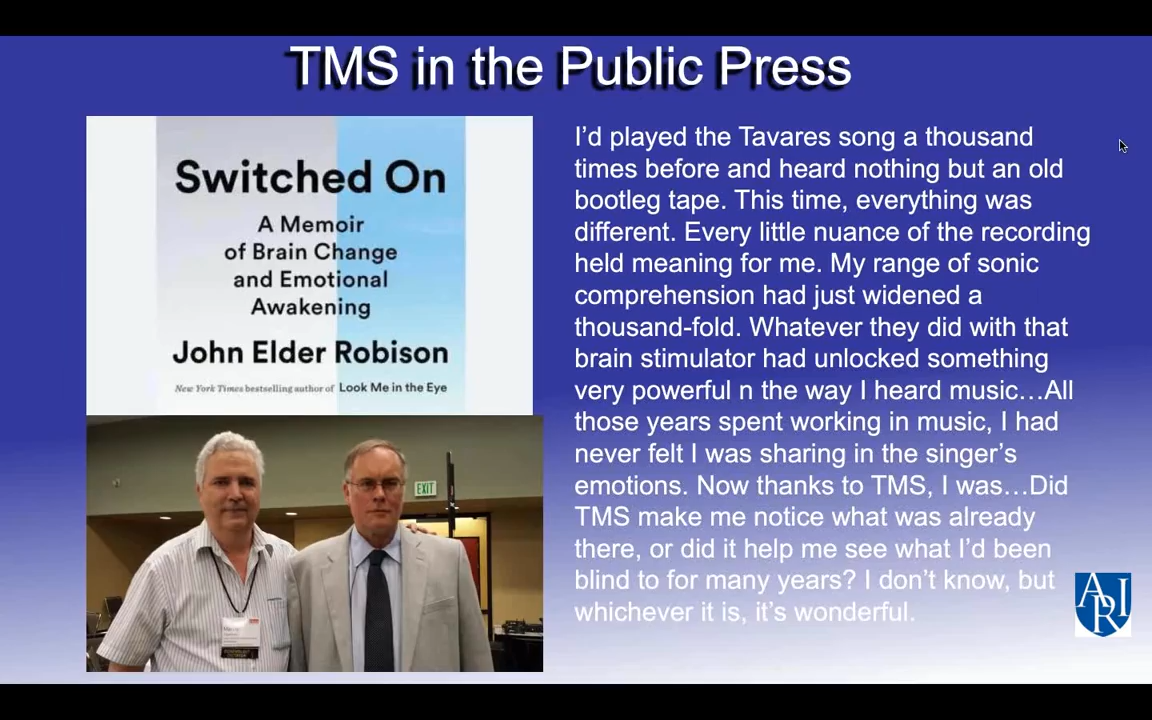 TMS in the Public Press
Switched On
A Memoir
of Brain Change
and Emotional
Awakening
John Elder Robison
New York Times bestselling author of Look Me in the Eye
EXIT
I'd played the Tavares song a thousand
times before and heard nothing but an old
bootleg tape. This time, everything was
different. Every little nuance of the recording
held meaning for me. My range of sonic
comprehension had just widened a
thousand-fold. Whatever they did with that
brain stimulator had unlocked something
very powerful n the way I heard music…All
those years spent working in music, I had
never felt I was sharing in the singer's
emotions. Now thanks to TMS, I was…Did
TMS make me notice what was already
there, or did it help me see what I'd been
blind to for many years? I don't know, but
whichever it is, it's wonderful.
ARI